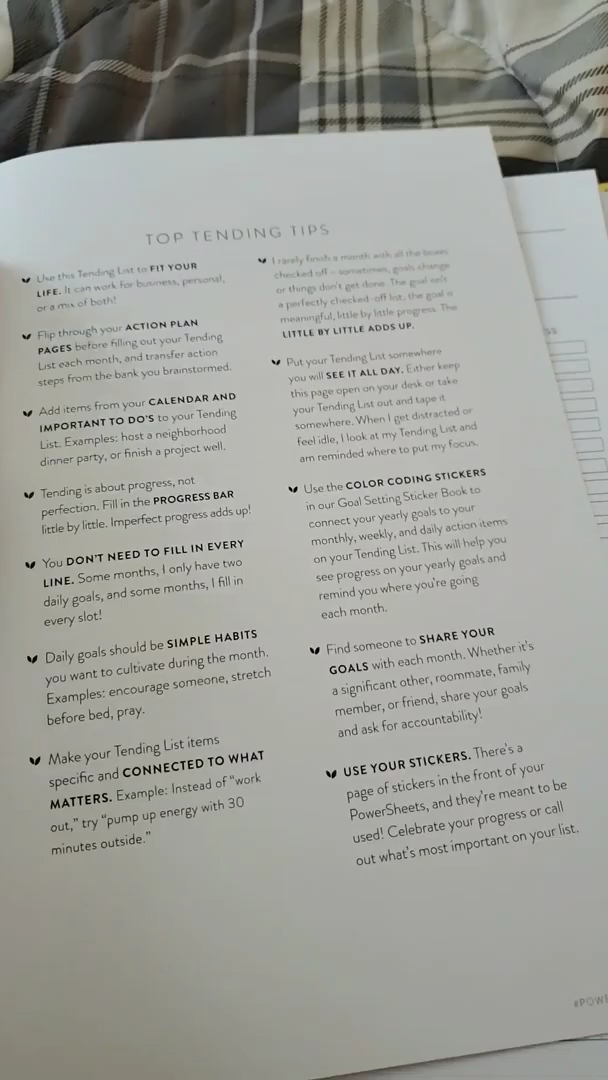 TOP TENDING TIPS
Use this Tending List to FIT YOUR
LIFE. It can work for business, personal,
or a mix of both!
Flip through your ACTION PLAN
PAGES before filling out your Tending
List each month, and transfer action
steps from the bank you brainstormed.
Add items from your CALENDAR AND
IMPORTANT TO DO'S to your Tending
List. Examples: host a neighborhood
dinner party, or finish a project well.
Tending is about progress, not
perfection. Fill in the PROGRESS BAR
little by little. Imperfect progress adds up!
You DON'T NEED TO FILL IN EVERY
LINE. Some months, I only have two
daily goals, and some months, I fill in
every slot!
Daily goals should be SIMPLE HABITS
you want to cultivate during the month.
Examples: encourage someone, stretch
before bed, pray.
Make your Tending List items
specific and CONNECTED TO WHAT
MATTERS. Example: Instead of "work
out," try "pump up energy with 30
minutes outside."
I rarely finish a month with all the boxes
checked off – sometimes, goals change
or things don't get done. The goal isn't
a perfectly checked-off list; the goal is
meaningful, little by little progress. The
LITTLE BY LITTLE ADDS UP.
Put your Tending List somewhere
you will SEE IT ALL DAY. Either keep
this page open on your desk or take
your Tending List out and tape it
somewhere. When I get distracted or
feel idle, I look at my Tending List and
am reminded where to put my focus.
Use the COLOR CODING STICKERS
in our Goal Setting Sticker Book to
connect your yearly goals to your
monthly, weekly, and daily action items
on your Tending List. This will help you
see progress on your yearly goals and
remind you where you're going
each month.
Find someone to SHARE YOUR
GOALS with each month. Whether it's
a significant other, roommate, family
member, or friend, share your goals
and ask for accountability!
USE YOUR STICKERS. There's a
page of stickers in the front of your
PowerSheets, and they're meant to be
used! Celebrate your progress or call
out what's most important on your list.
#POWE
SS